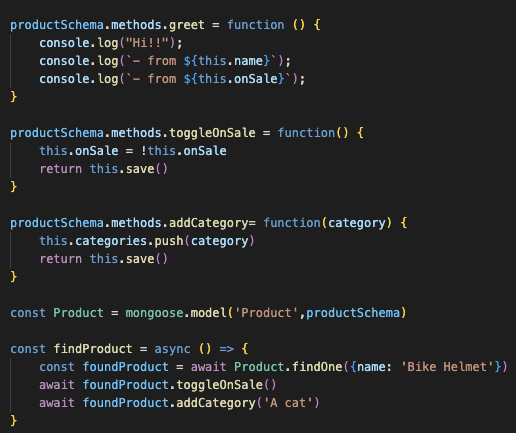 productSchema.methods.greet = function () {
    console.log("Hi!!");
    console.log(`- from ${this.name}`);
    console.log(`- from ${this.onSale}`);
}

productSchema.methods.toggleOnSale = function() {
    this.onSale = !this.onSale
    return this.save()
}

productSchema.methods.addCategory= function(category) {
    this.categories.push(category)
    return this.save()
}

const Product = mongoose.model('Product',productSchema)

const findProduct = async () => {
    const foundProduct = await Product.findOne({name: 'Bike Helmet'})
    await foundProduct.toggleOnSale()
    await foundProduct.addCategory('A cat')
}